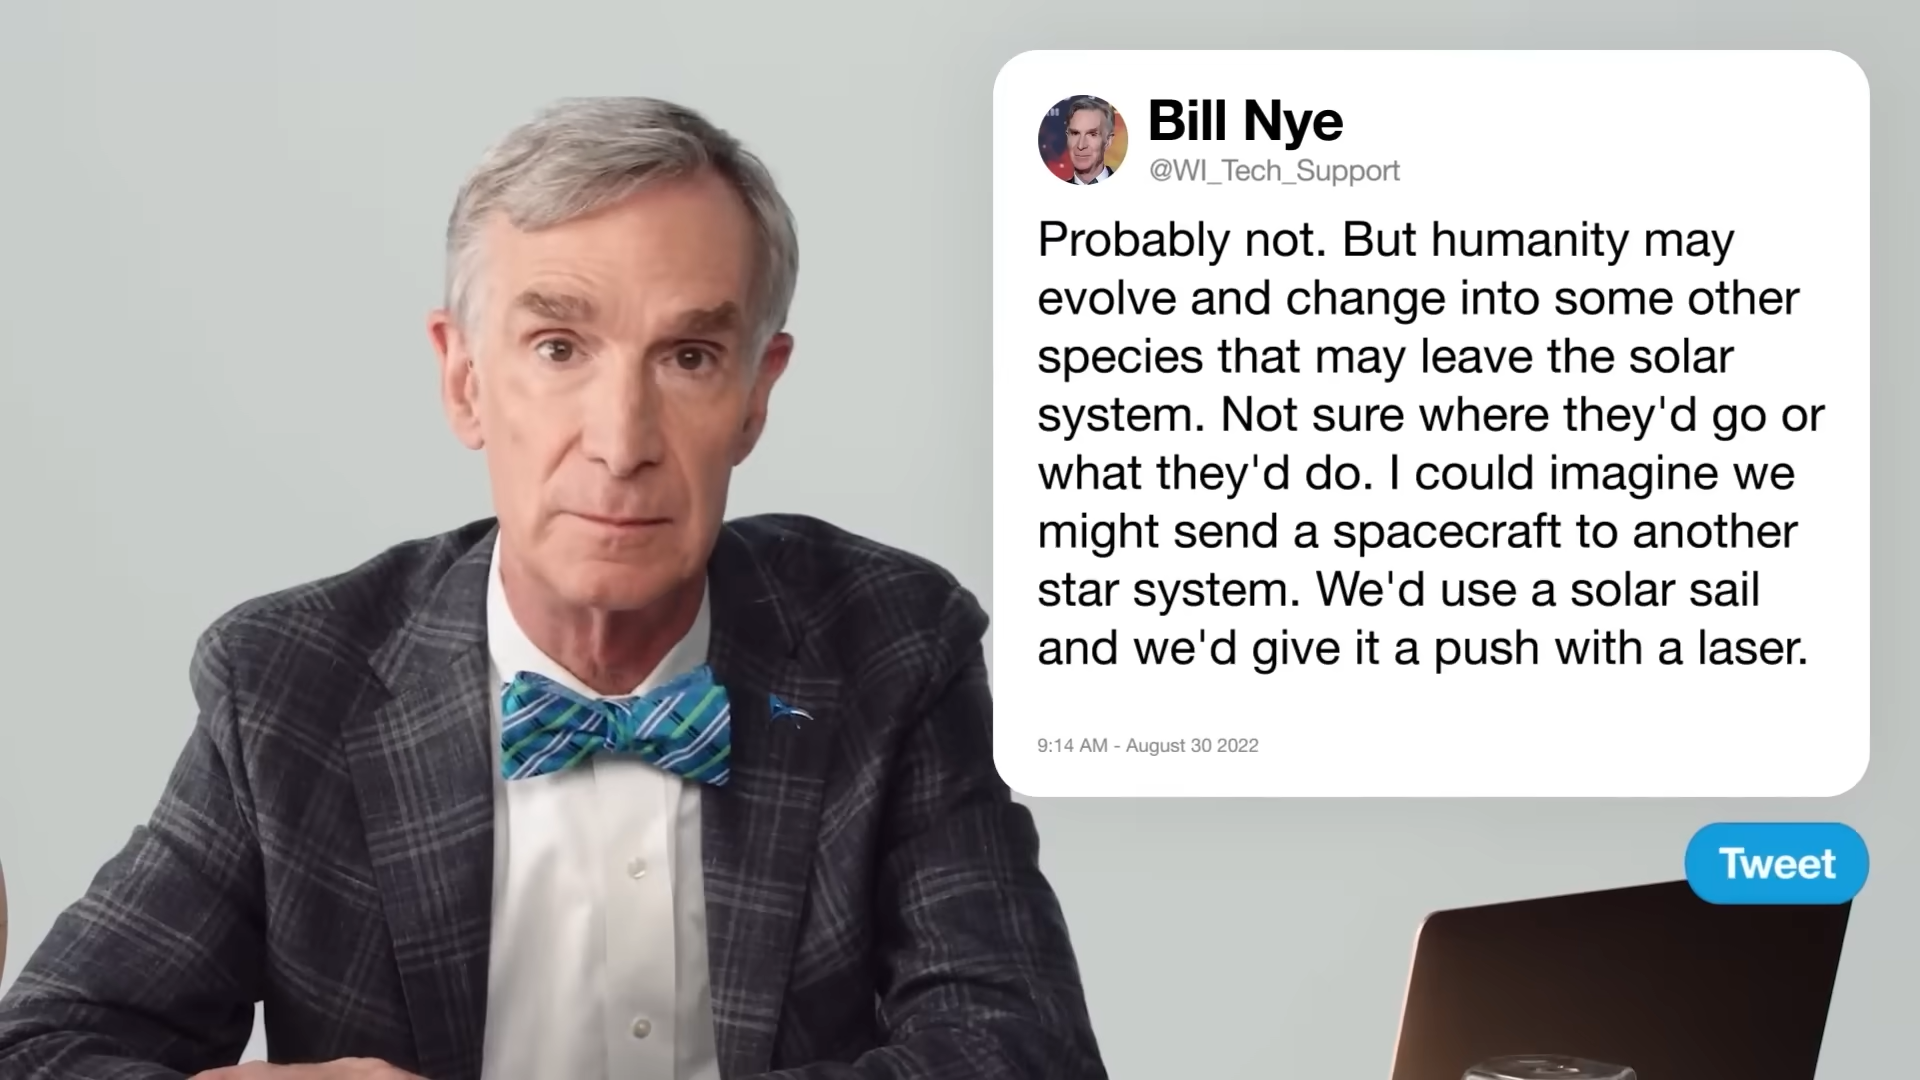 Bill Nye
@WI_Tech_Support
Probably not. But humanity may
evolve and change into some other
species that may leave the solar
system. Not sure where they'd go or
what they'd do. I could imagine we
might send a spacecraft to another
star system. We'd use a solar sail
and we'd give it a push with a laser.
9:14 AM - August 30 2022
Tweet